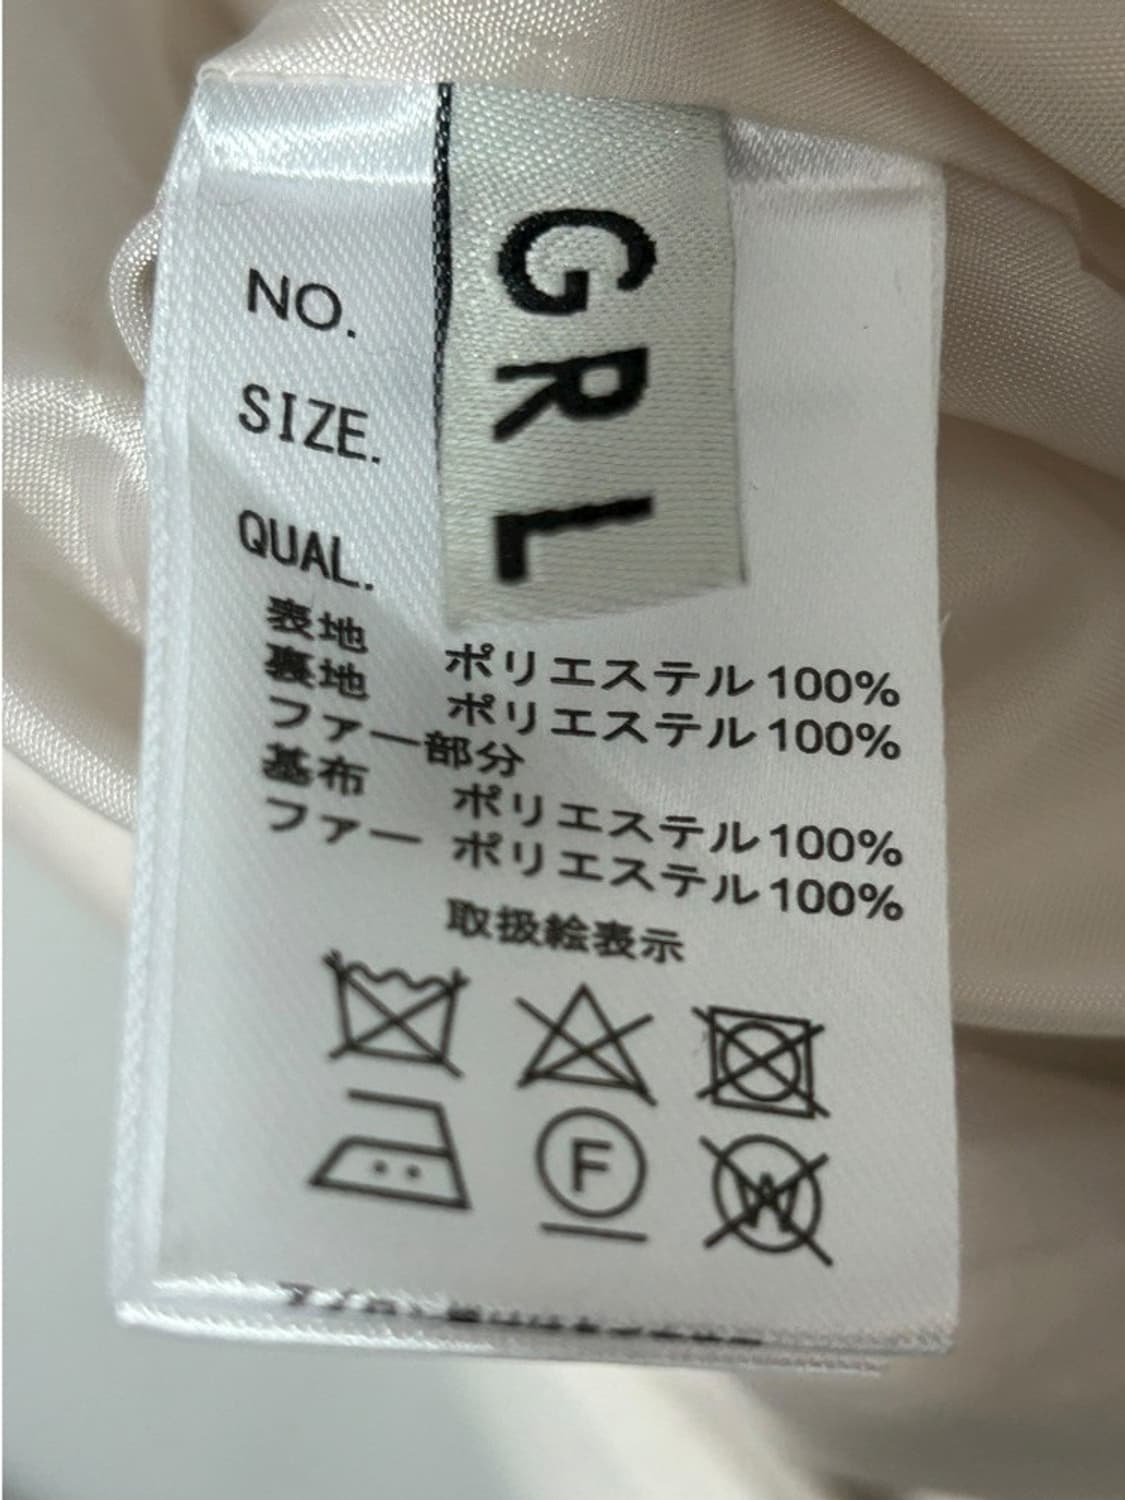 GRL
NO.
SIZE.
QUAL.
表地 ポリエステル100%
裏地 ポリエステル100%
ファー部分
基布 ポリエステル100%
ファー ポリエステル100%
取扱絵表示
F
W